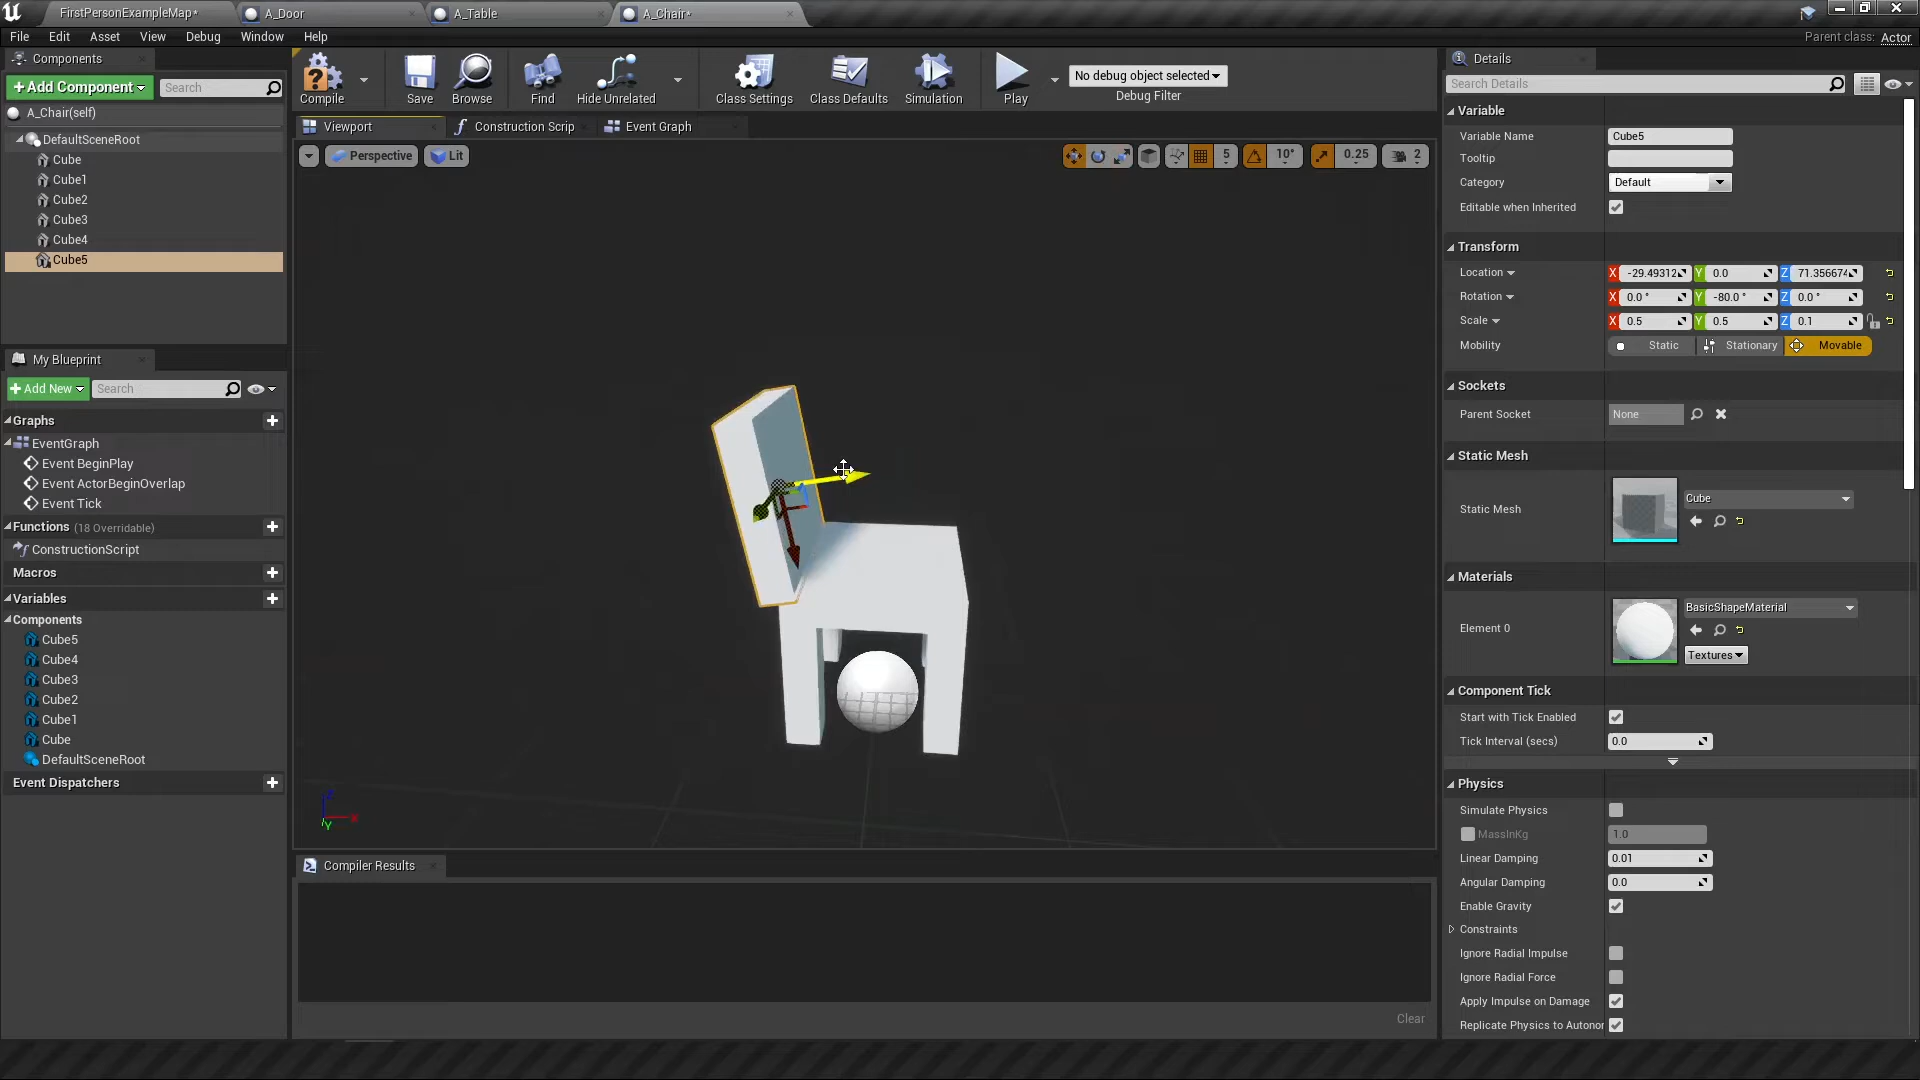 FirstPersonExampleMap*
A_Door
A_Table
A_Chair*
File Edit Asset View Debug Window Help
Parent class: Actor
Components
+Add Component
Search
A_Chair(self)
DefaultSceneRoot
Cube
Cube1
Cube2
Cube3
Cube4
Cube5
My Blueprint
+Add New
Search
Graphs
EventGraph
Event BeginPlay
Event ActorBeginOverlap
Event Tick
Functions (18 Overridable)
ConstructionScript
Macros
Variables
Components
Cube5
Cube4
Cube3
Cube2
Cube1
Cube
DefaultSceneRoot
Event Dispatchers
Compile
Save
Browse
Find
Hide Unrelated
Class Settings
Class Defaults
Simulation
Play
No debug object selected
Debug Filter
Viewport
Construction Scrip
Event Graph
Perspective
Lit
5
10°
0.25
2
Z
X
Y
Compiler Results
Clear
Details
Search Details
Variable
Variable Name Cube5
Tooltip
Category Default
Editable when Inherited
Transform
Location X -29.49312 Y 0.0 Z 71.356674
Rotation X 0.0 ° Y -80.0 ° Z 0.0 °
Scale X 0.5 Y 0.5 Z 0.1
Mobility Static Stationary Movable
Sockets
Parent Socket None
Static Mesh
Static Mesh Cube
Materials
Element 0 BasicShapeMaterial
Textures
Component Tick
Start with Tick Enabled
Tick Interval (secs) 0.0
Physics
Simulate Physics
MassInKg 1.0
Linear Damping 0.01
Angular Damping 0.0
Enable Gravity
Constraints
Ignore Radial Impulse
Ignore Radial Force
Apply Impulse on Damage
Replicate Physics to Autonor